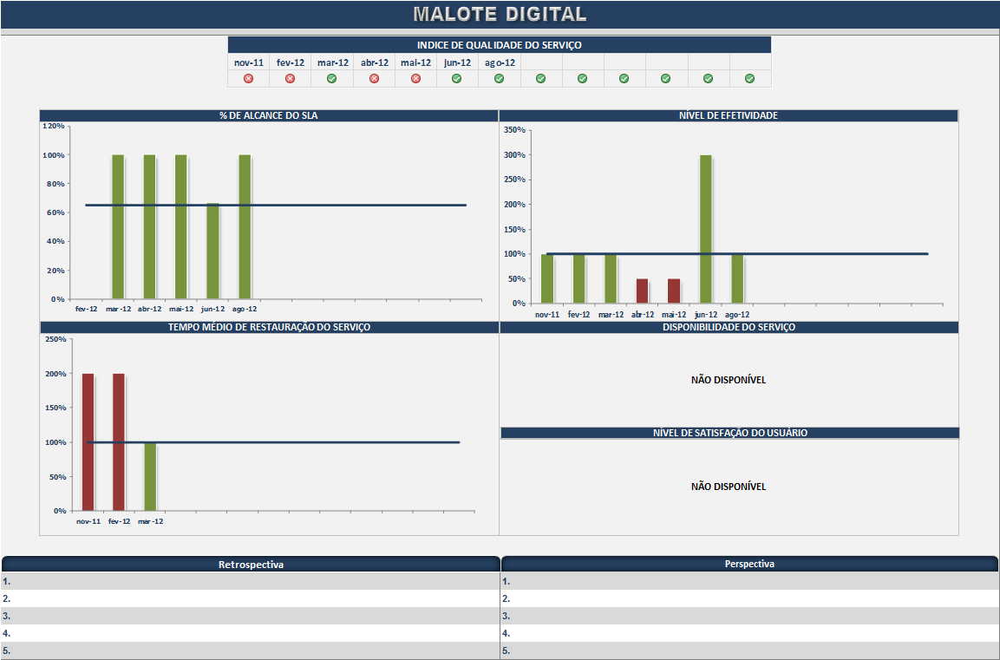 MALOTE DIGITAL
INDICE DE QUALIDADE DO SERVIÇO
nov-11 fev-12 mar-12 abr-12 mai-12 jun-12 ago-12
% DE ALCANCE DO SLA
120%
100%
80%
60%
40%
20%
0%
fev-12 mar-12 abr-12 mai-12 jun-12 ago-12
NÍVEL DE EFETIVIDADE
350%
300%
250%
200%
150%
100%
50%
0%
nov-11 fev-12 mar-12 abr-12 mai-12 jun-12 ago-12
TEMPO MÉDIO DE RESTAURAÇÃO DO SERVIÇO
250%
200%
150%
100%
50%
0%
nov-11 fev-12 mar-12
DISPONIBILIDADE DO SERVIÇO
NÃO DISPONÍVEL
NÍVEL DE SATISFAÇÃO DO USUÁRIO
NÃO DISPONÍVEL
Retrospectiva
1.
2.
3.
4.
5.
Perspectiva
1.
2.
3.
4.
5.